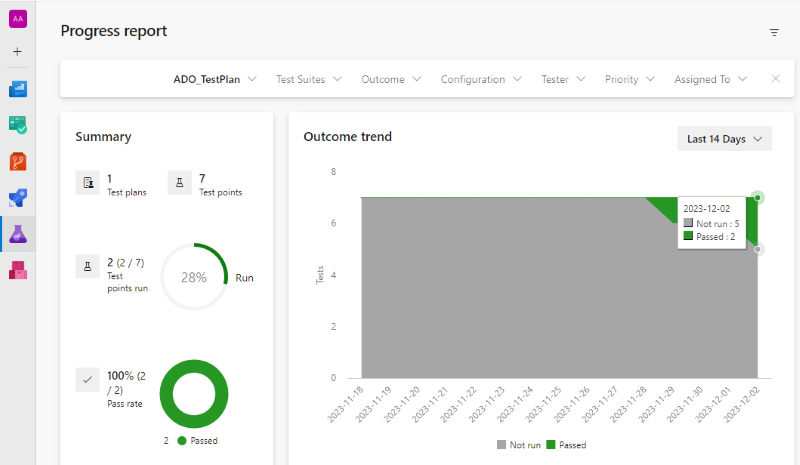 AA
Progress report
ADO_TestPlan Test Suites Outcome Configuration Tester Priority Assigned To
Summary
1
Test plans
7
Test points
2 (2 / 7)
Test
points run
28%
Run
100% (2
/ 2)
Pass rate
2 Passed
Outcome trend
Last 14 Days
8
6
4
2
0
Tests
2023-12-02
Not run : 5
Passed : 2
2023-11-18
2023-11-19
2023-11-20
2023-11-21
2023-11-22
2023-11-23
2023-11-24
2023-11-25
2023-11-26
2023-11-27
2023-11-28
2023-11-29
2023-11-30
2023-12-01
2023-12-02
Not run Passed